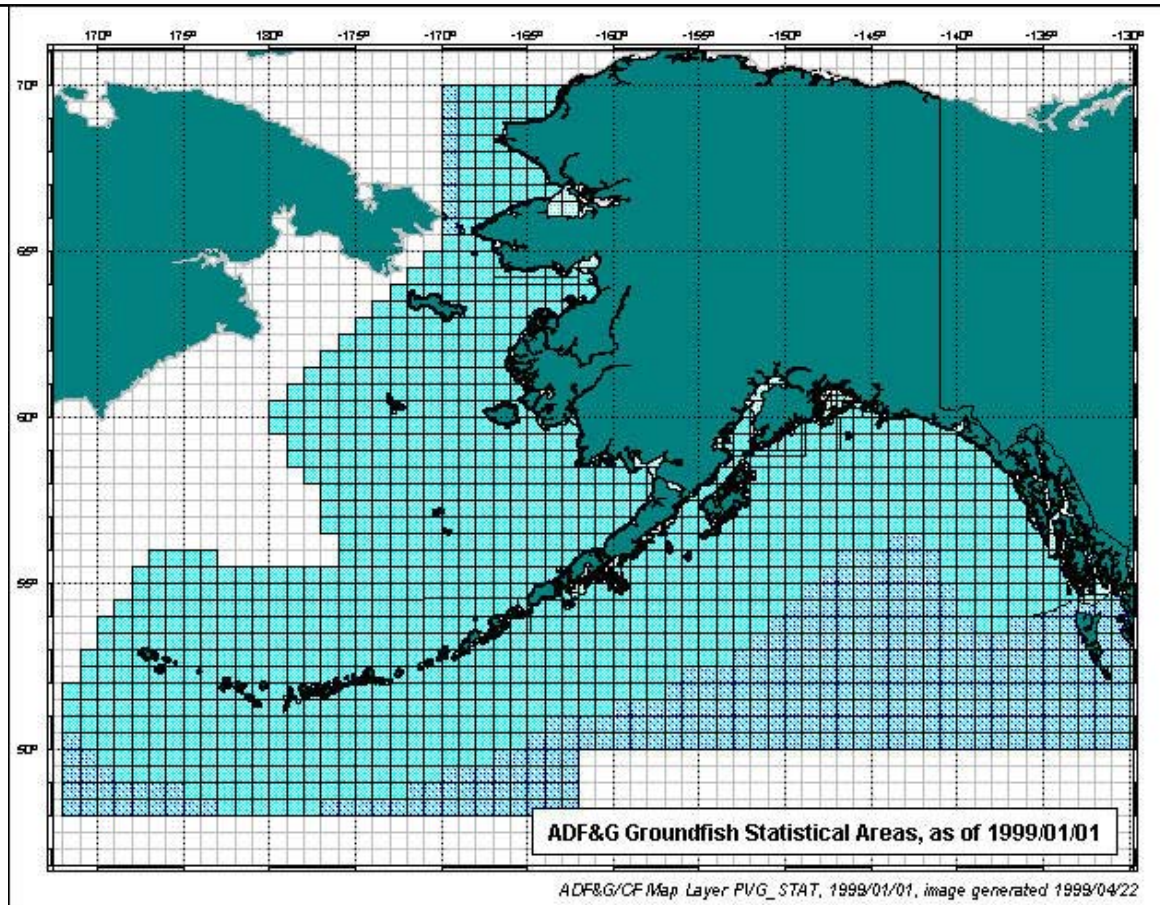 170° 175° 180° -175° -170° -165° -160° -155° -150° -145° -140° -135° -130°
70°
65°
60°
55°
50°
ADF&G Groundfish Statistical Areas, as of 1999/01/01
ADF&G/CF Map Layer PVG_STAT, 1999/01/01, image generated 1999/04/22